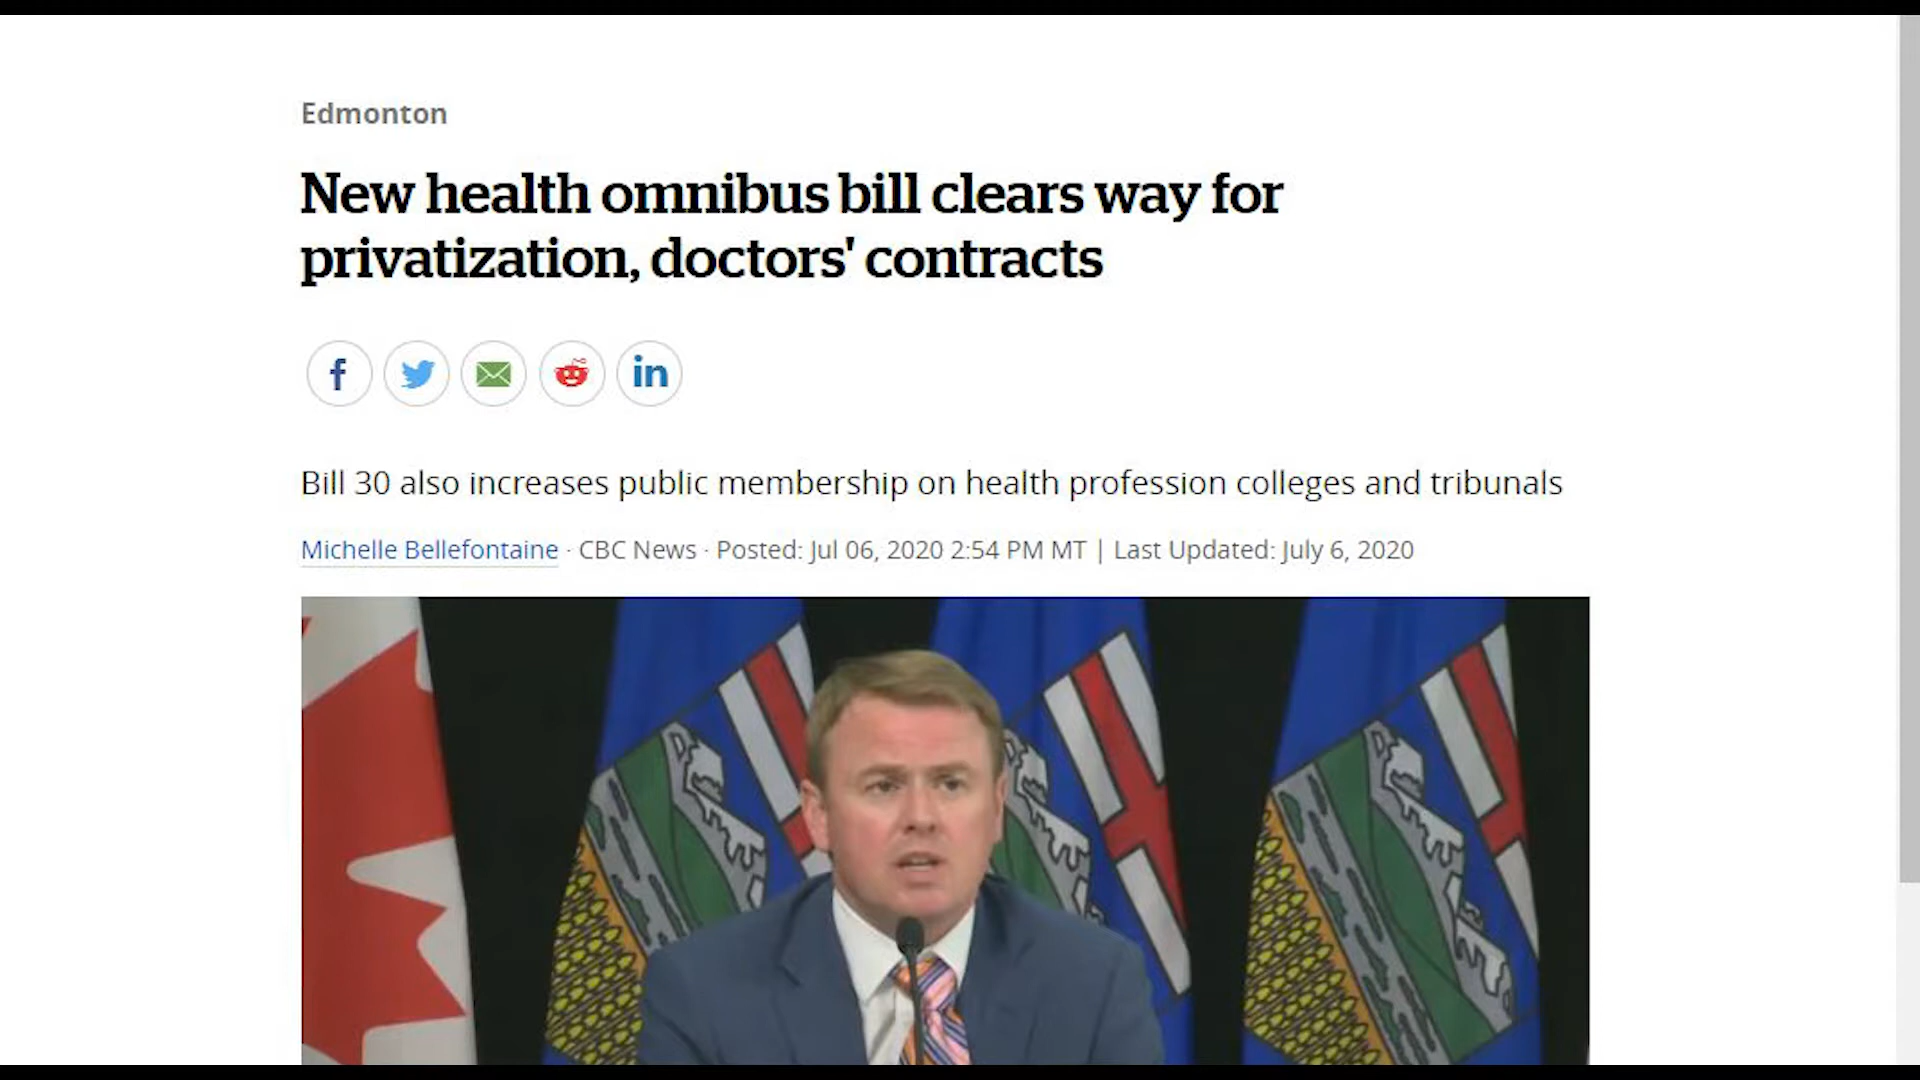 Edmonton
New health omnibus bill clears way for
privatization, doctors' contracts
f
in
Bill 30 also increases public membership on health profession colleges and tribunals
Michelle Bellefontaine · CBC News · Posted: Jul 06, 2020 2:54 PM MT | Last Updated: July 6, 2020